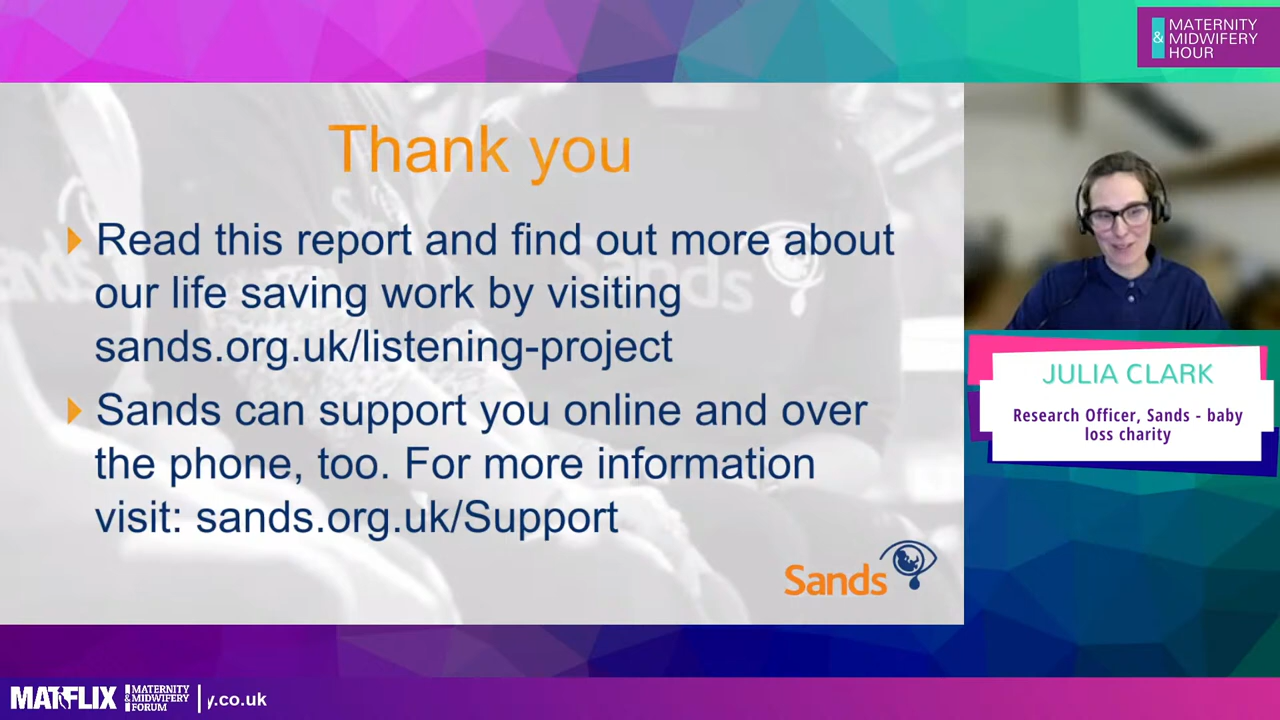 MATERNITY
& MIDWIFERY
HOUR
Thank you
Read this report and find out more about
our life saving work by visiting
sands.org.uk/listening-project
Sands can support you online and over
the phone, too. For more information
visit: sands.org.uk/Support
Sands
Sands
Sands
JULIA CLARK
Research Officer, Sands - baby
loss charity
MATFLIX
MATERNITY
& MIDWIFERY
FORUM
y.co.uk